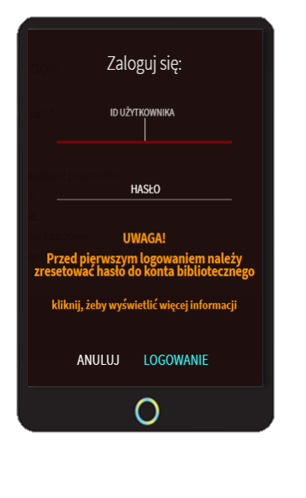 Zaloguj się:
ID UŻYTKOWNIKA
HASŁO
UWAGA!
Przed pierwszym logowaniem należy
zresetować hasło do konta bibliotecznego
kliknij, żeby wyświetlić więcej informacji
ANULUJ LOGOWANIE